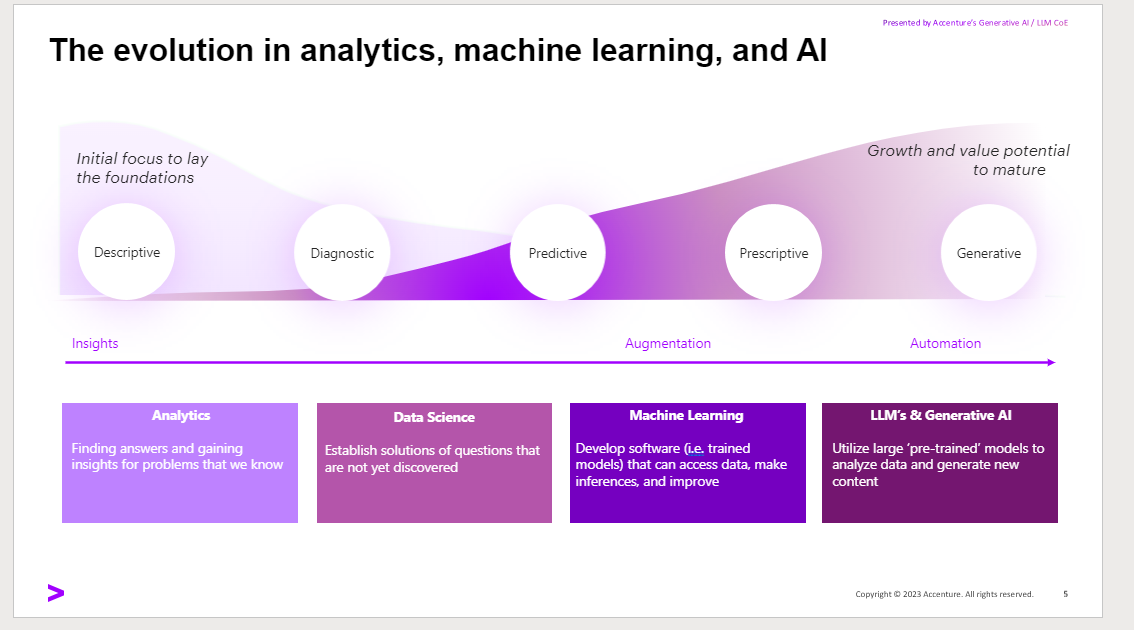 Presented by Accenture's Generative AI / LLM CoE
The evolution in analytics, machine learning, and AI
Initial focus to lay
the foundations
Growth and value potential
to mature
Descriptive
Diagnostic
Predictive
Prescriptive
Generative
Insights
Augmentation
Automation
Analytics
Finding answers and gaining
insights for problems that we know
Data Science
Establish solutions of questions that
are not yet discovered
Machine Learning
Develop software (i.e. trained
models) that can access data, make
inferences, and improve
LLM's & Generative AI
Utilize large ‘pre-trained’ models to
analyze data and generate new
content
Copyright © 2023 Accenture. All rights reserved.
5